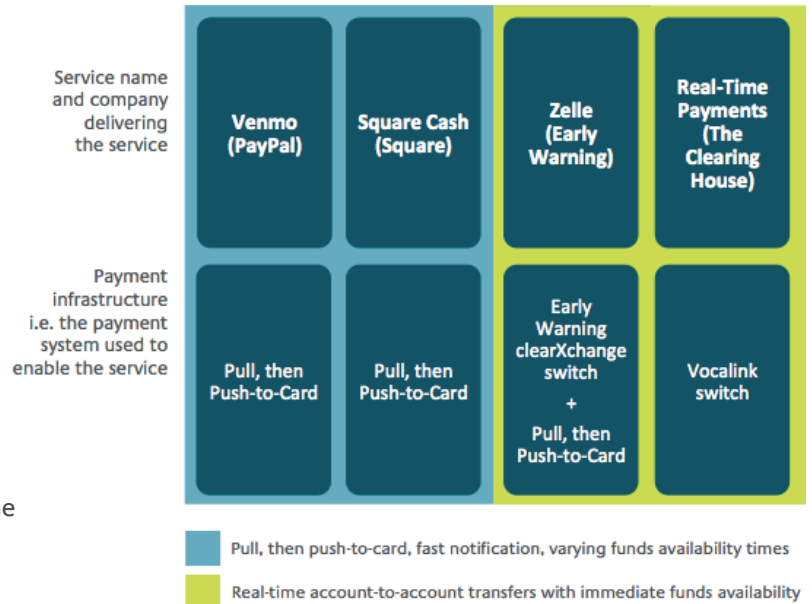 Service name
and company
delivering
the service
Venmo
(PayPal)
Square Cash
(Square)
Zelle
(Early
Warning)
Real-Time
Payments
(The
Clearing
House)
Payment
infrastructure
i.e. the payment
system used to
enable the service
Pull, then
Push-to-Card
Pull, then
Push-to-Card
Early
Warning
clearXchange
switch
+
Pull, then
Push-to-Card
Vocalink
switch
Pull, then push-to-card, fast notification, varying funds availability times
Real-time account-to-account transfers with immediate funds availability